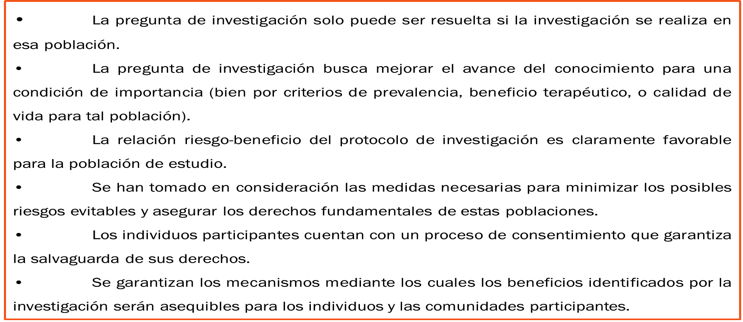 • La pregunta de investigación solo puede ser resuelta si la investigación se realiza en
esa población.
• La pregunta de investigación busca mejorar el avance del conocimiento para una
condición de importancia (bien por criterios de prevalencia, beneficio terapéutico, o calidad de
vida para tal población).
• La relación riesgo-beneficio del protocolo de investigación es claramente favorable
para la población de estudio.
• Se han tomado en consideración las medidas necesarias para minimizar los posibles
riesgos evitables y asegurar los derechos fundamentales de estas poblaciones.
• Los individuos participantes cuentan con un proceso de consentimiento que garantiza
la salvaguarda de sus derechos.
• Se garantizan los mecanismos mediante los cuales los beneficios identificados por la
investigación serán asequibles para los individuos y las comunidades participantes.